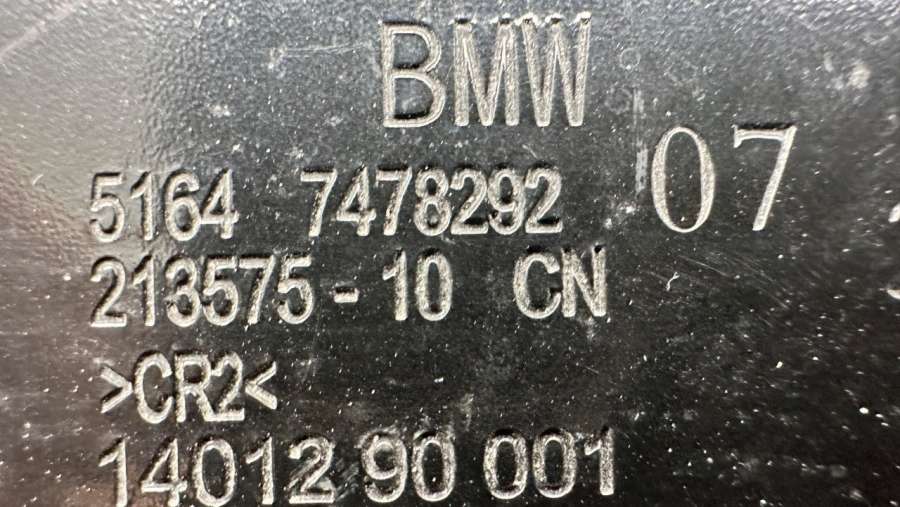 BMW
5164 7478292 07
213575-10 CN
>CR2<
14012 90 001